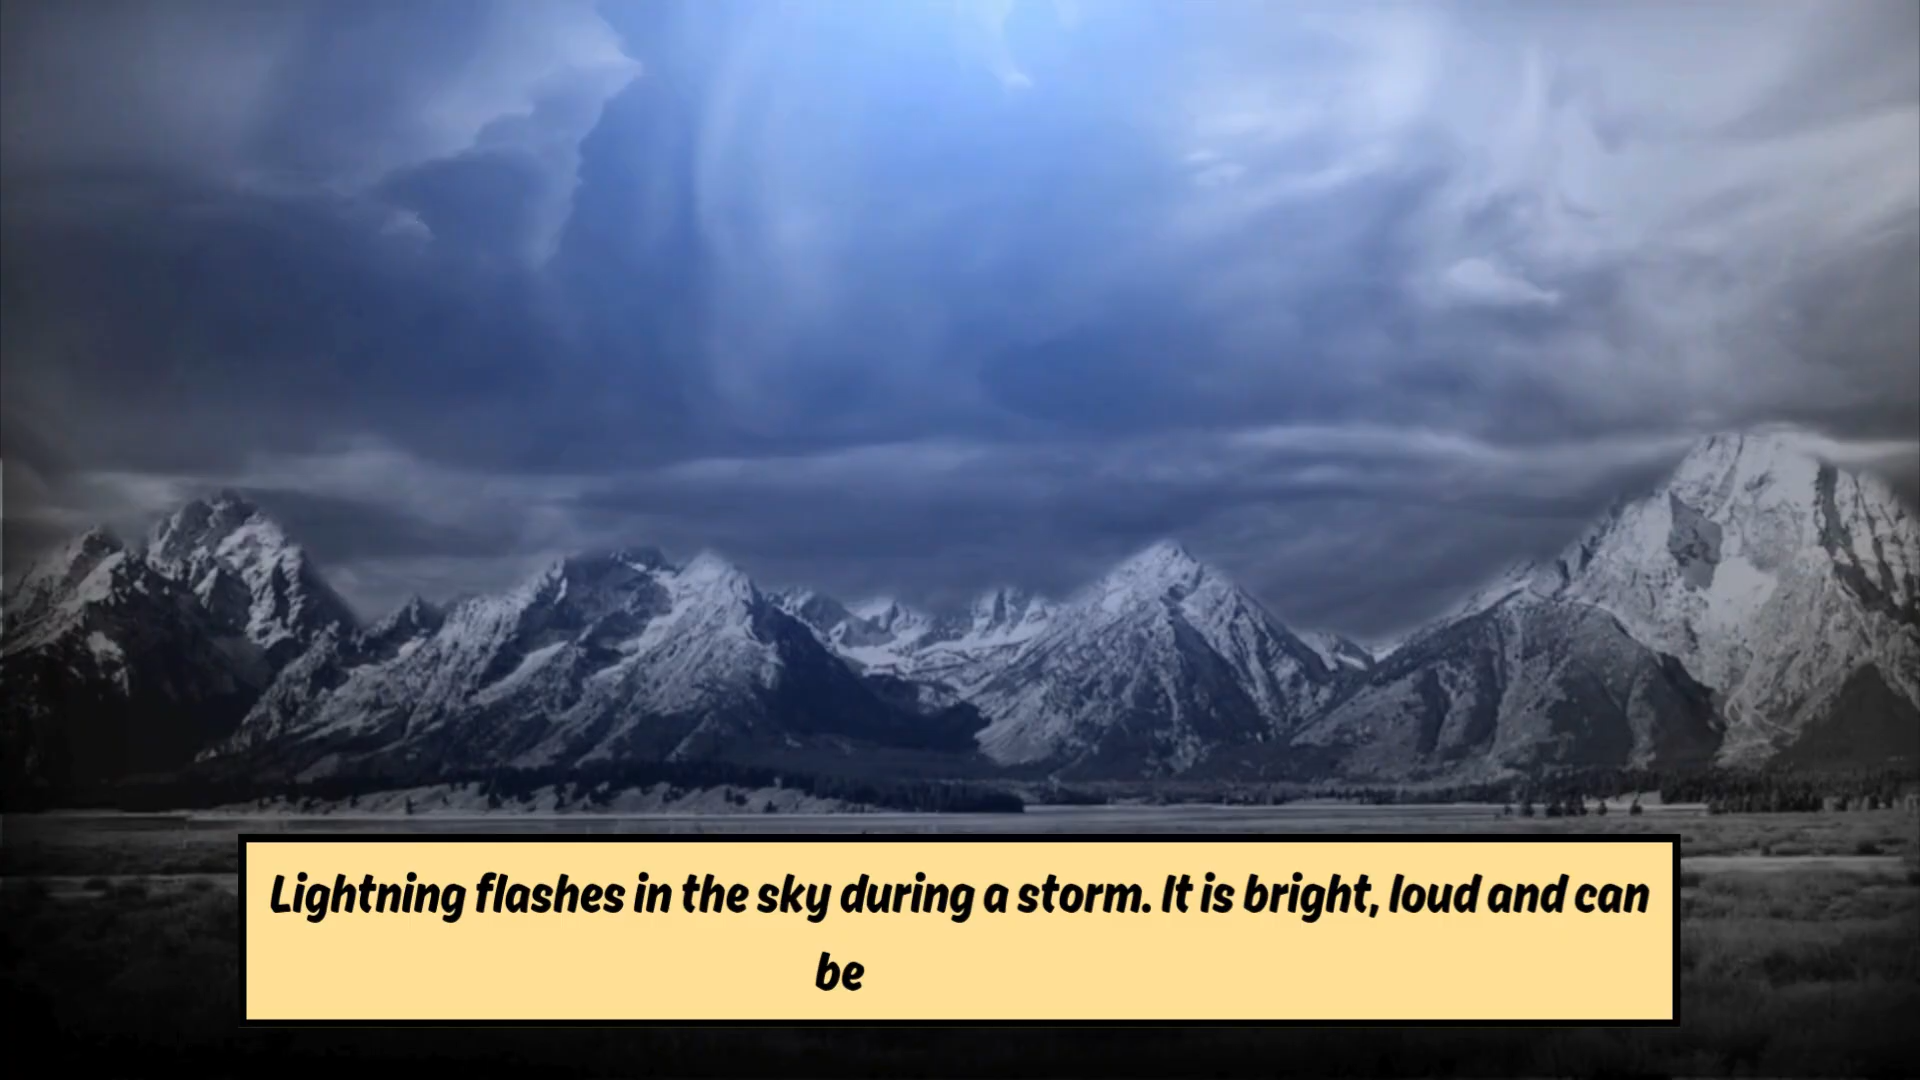 Lightning flashes in the sky during a storm. It is bright, loud and can
be